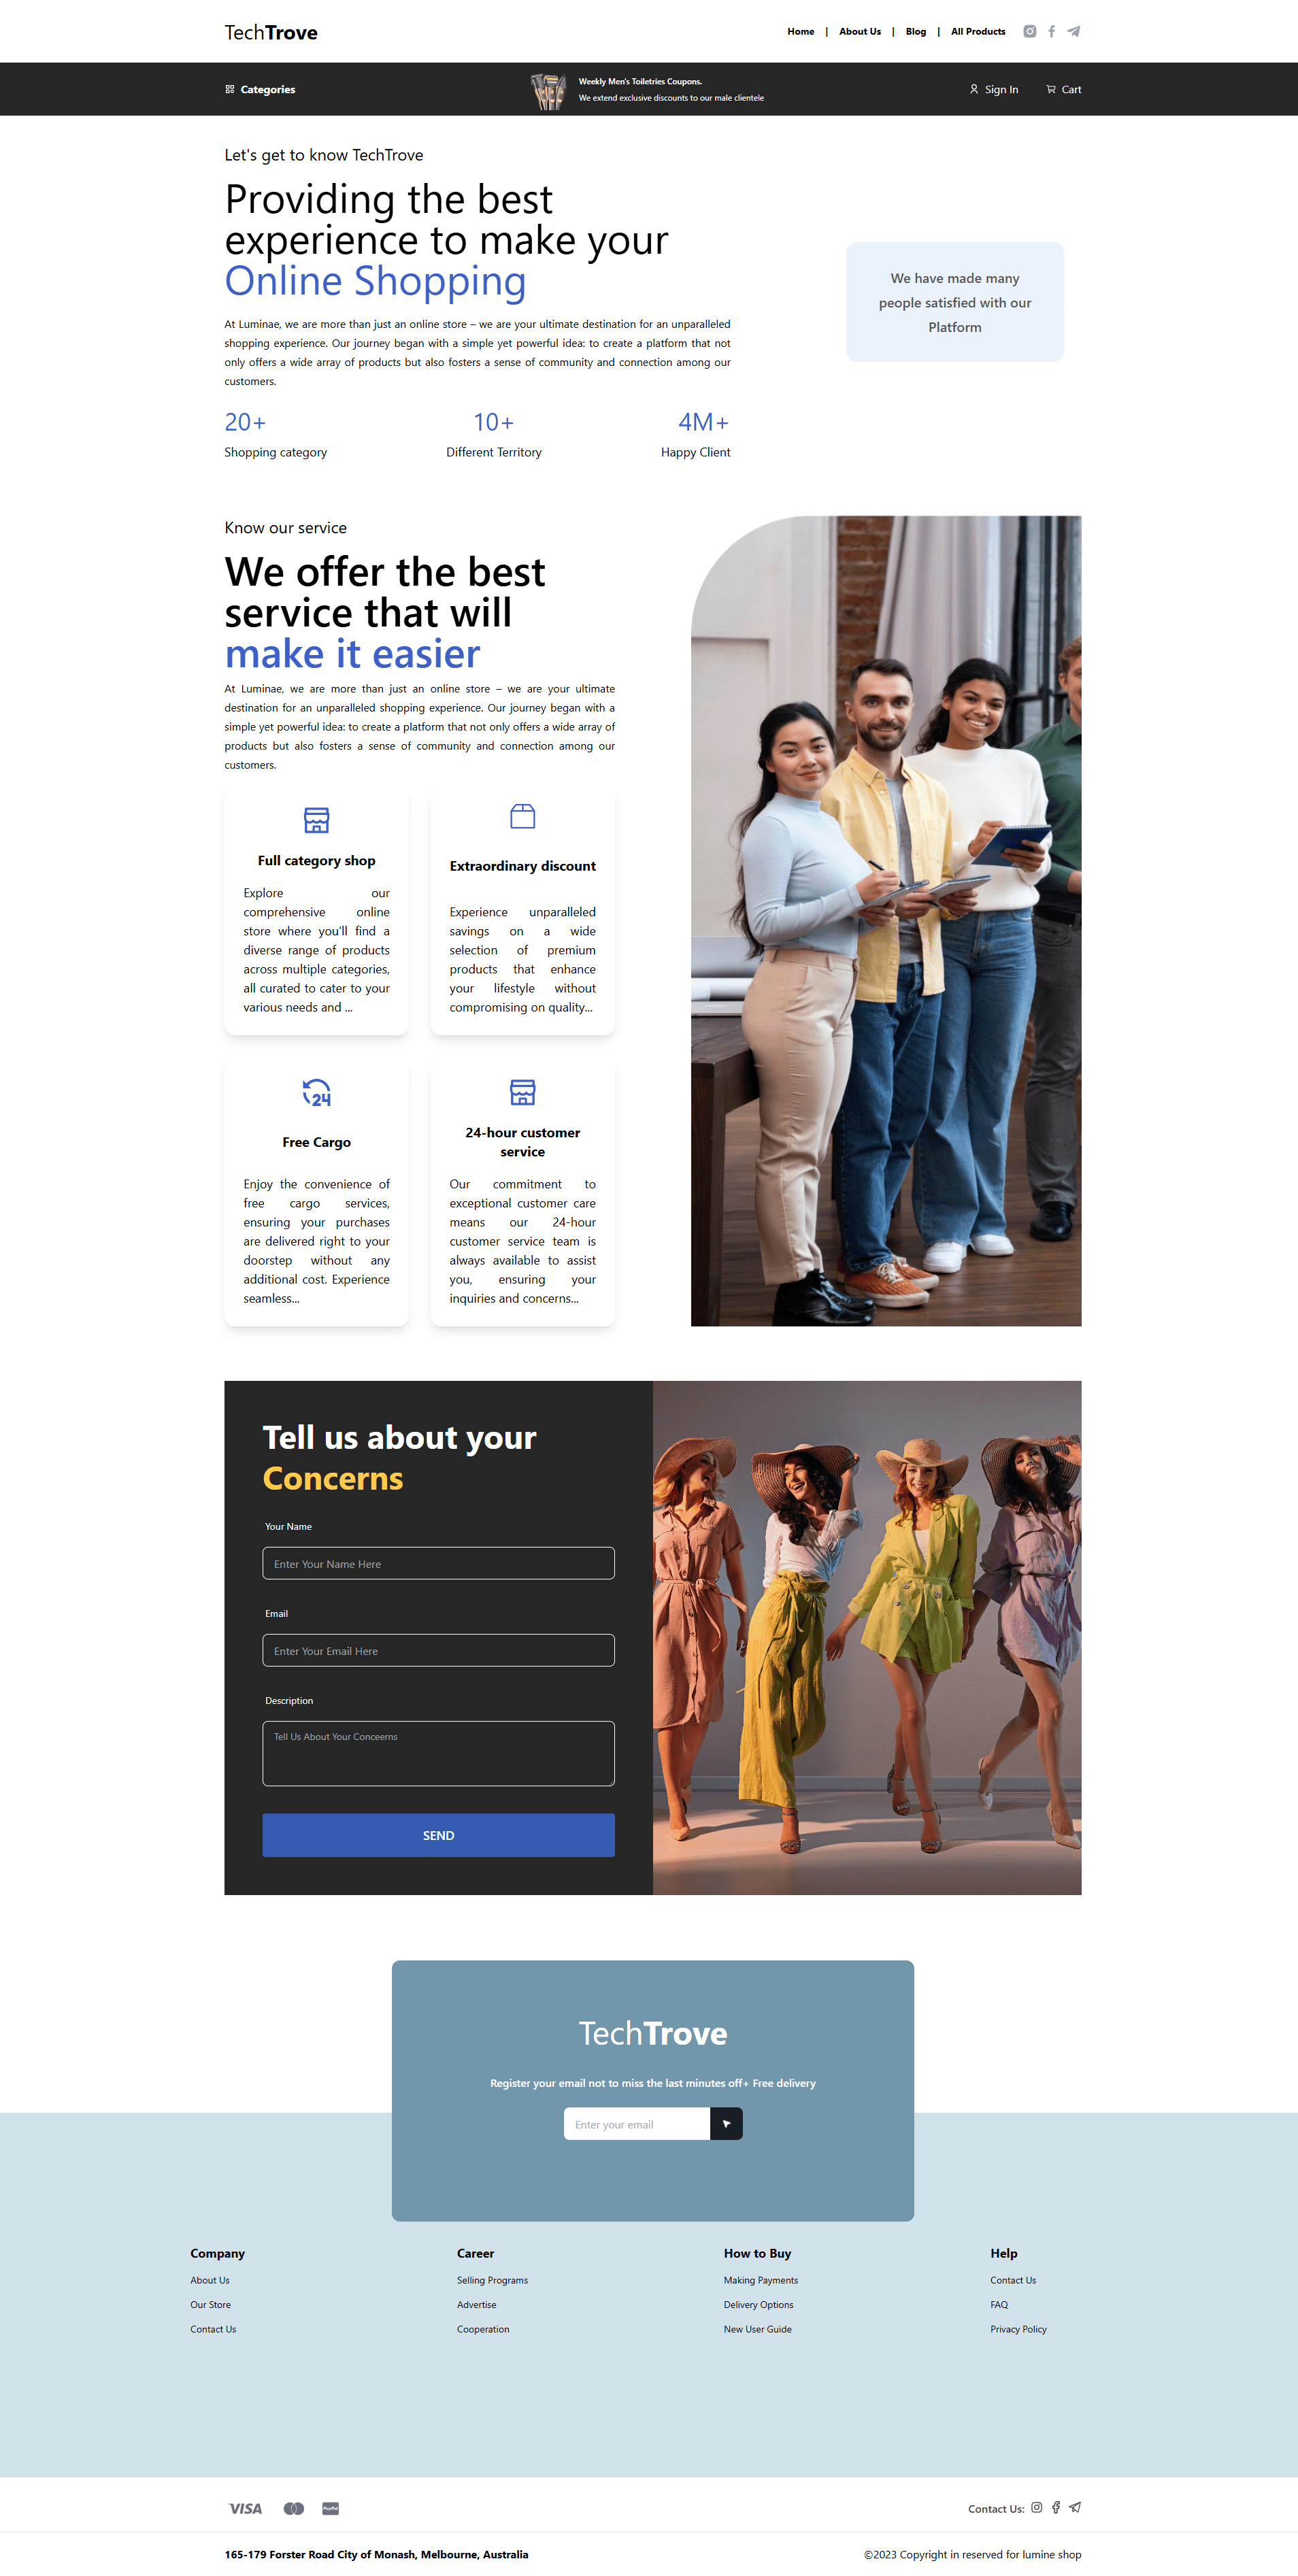 TechTrove
Home | About Us | Blog | All Products
Categories
Weekly Men's Toiletries Coupons.
We extend exclusive discounts to our male clientele
Sign In
Cart
Let's get to know TechTrove
Providing the best
experience to make your
Online Shopping
At Luminae, we are more than just an online store – we are your ultimate destination for an unparalleled
shopping experience. Our journey began with a simple yet powerful idea: to create a platform that not
only offers a wide array of products but also fosters a sense of community and connection among our
customers.
20+
Shopping category
10+
Different Territory
4M+
Happy Client
We have made many
people satisfied with our
Platform
Know our service
We offer the best
service that will
make it easier
At Luminae, we are more than just an online store – we are your ultimate
destination for an unparalleled shopping experience. Our journey began with a
simple yet powerful idea: to create a platform that not only offers a wide array of
products but also fosters a sense of community and connection among our
customers.
Full category shop
Explore our
comprehensive online
store where you'll find a
diverse range of products
across multiple categories,
all curated to cater to your
various needs and ...
Extraordinary discount
Experience unparalleled
savings on a wide
selection of premium
products that enhance
your lifestyle without
compromising on quality...
24
Free Cargo
Enjoy the convenience of
free cargo services,
ensuring your purchases
are delivered right to your
doorstep without any
additional cost. Experience
seamless...
24-hour customer
service
Our commitment to
exceptional customer care
means our 24-hour
customer service team is
always available to assist
you, ensuring your
inquiries and concerns...
Tell us about your
Concerns
Your Name
Enter Your Name Here
Email
Enter Your Email Here
Description
Tell Us About Your Conceerns
SEND
TechTrove
Register your email not to miss the last minutes off+ Free delivery
Enter your email
Company
About Us
Our Store
Contact Us
Career
Selling Programs
Advertise
Cooperation
How to Buy
Making Payments
Delivery Options
New User Guide
Help
Contact Us
FAQ
Privacy Policy
VISA
PayPal
Contact Us:
165-179 Forster Road City of Monash, Melbourne, Australia
©2023 Copyright in reserved for lumine shop